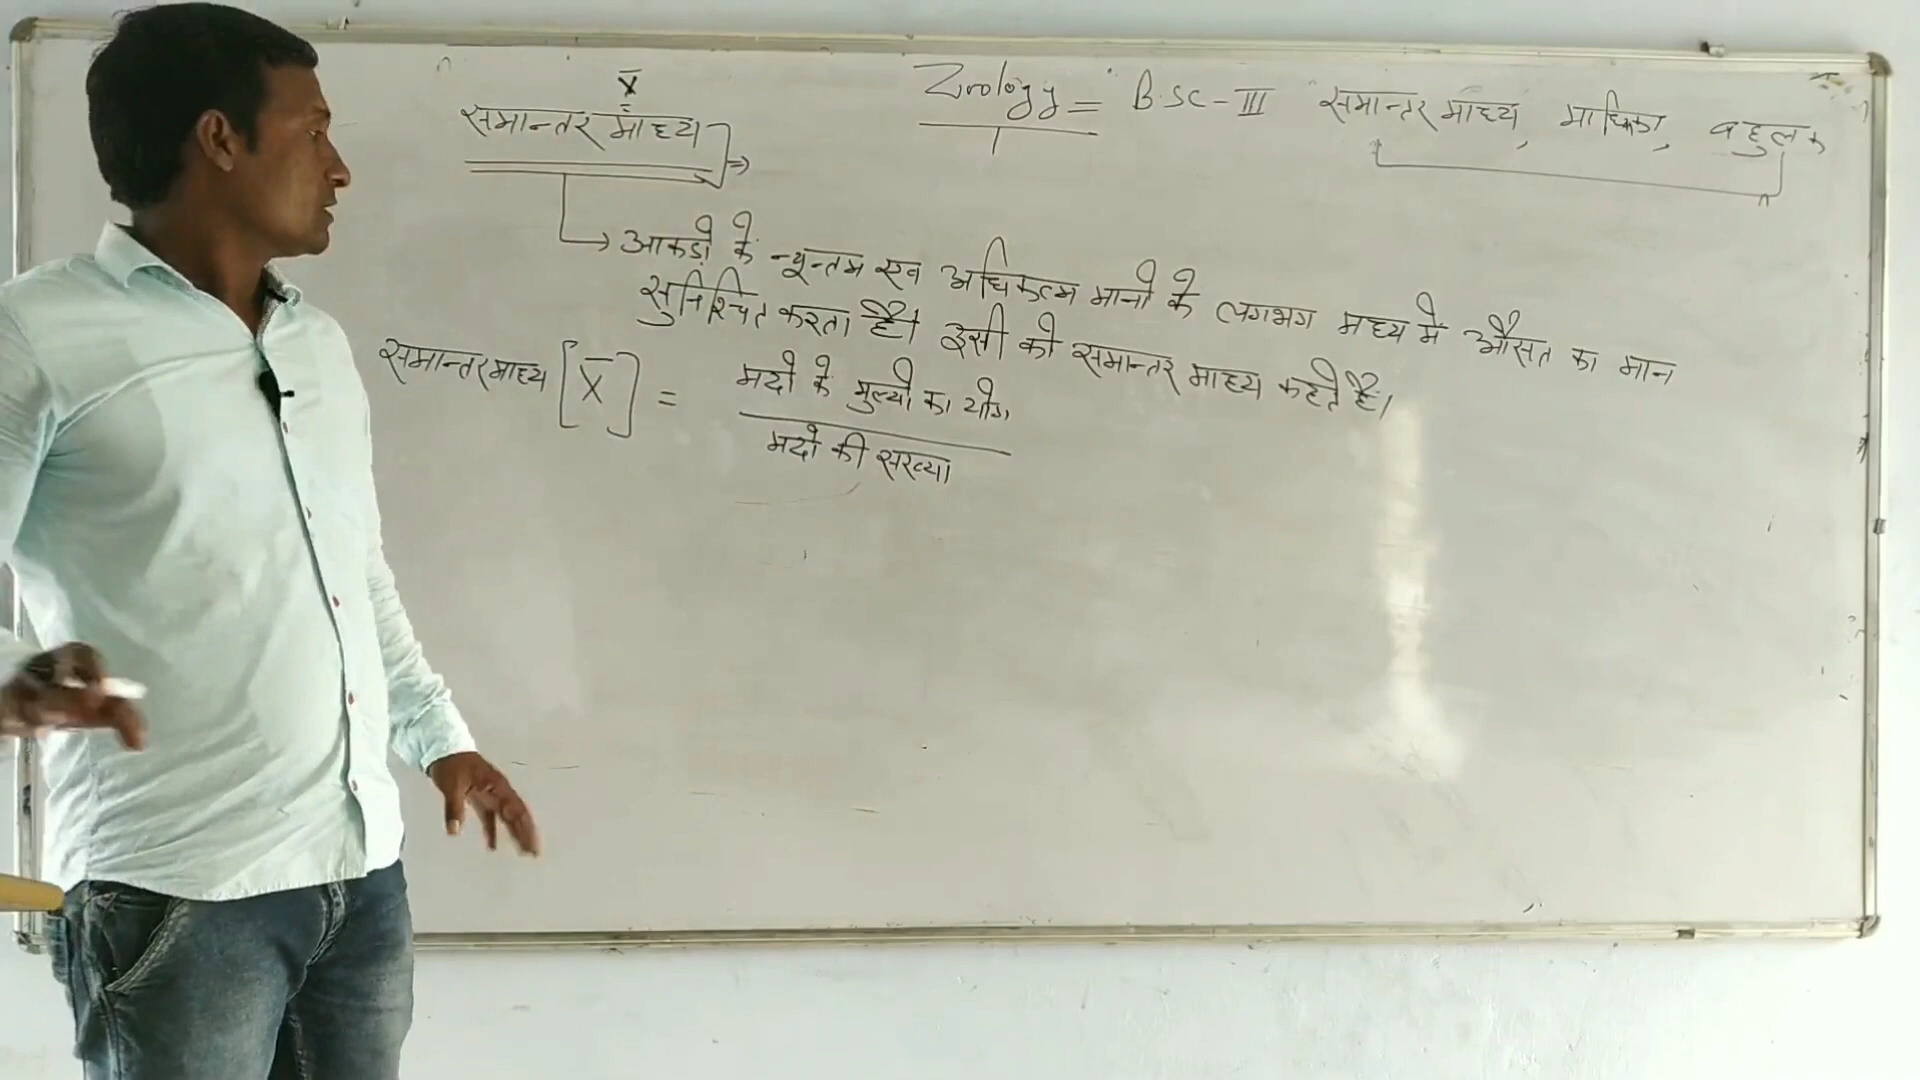 Zoology = B.SC - III समान्तर माध्य, माधिका, बहुलक
X̄
समान्तर माध्य
आकड़ो के न्यूनतम एवं अधिकतम मानो के लगभग मध्य मे औसत का मान
सुनिश्चित करता है। इसी को समान्तर माध्य कहते है।
समान्तर माध्य [X̄] = मदो के मुल्यो का योग
मदो की संख्या